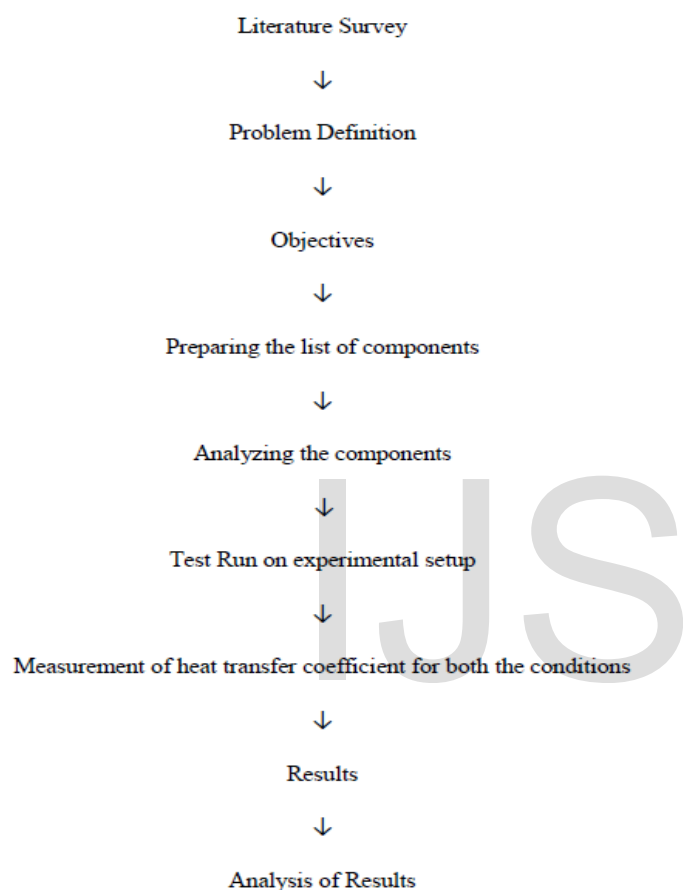 Literature Survey
↓
Problem Definition
↓
Objectives
↓
Preparing the list of components
↓
Analyzing the components
↓
Test Run on experimental setup
↓
Measurement of heat transfer coefficient for both the conditions
↓
Results
↓
Analysis of Results
IJS